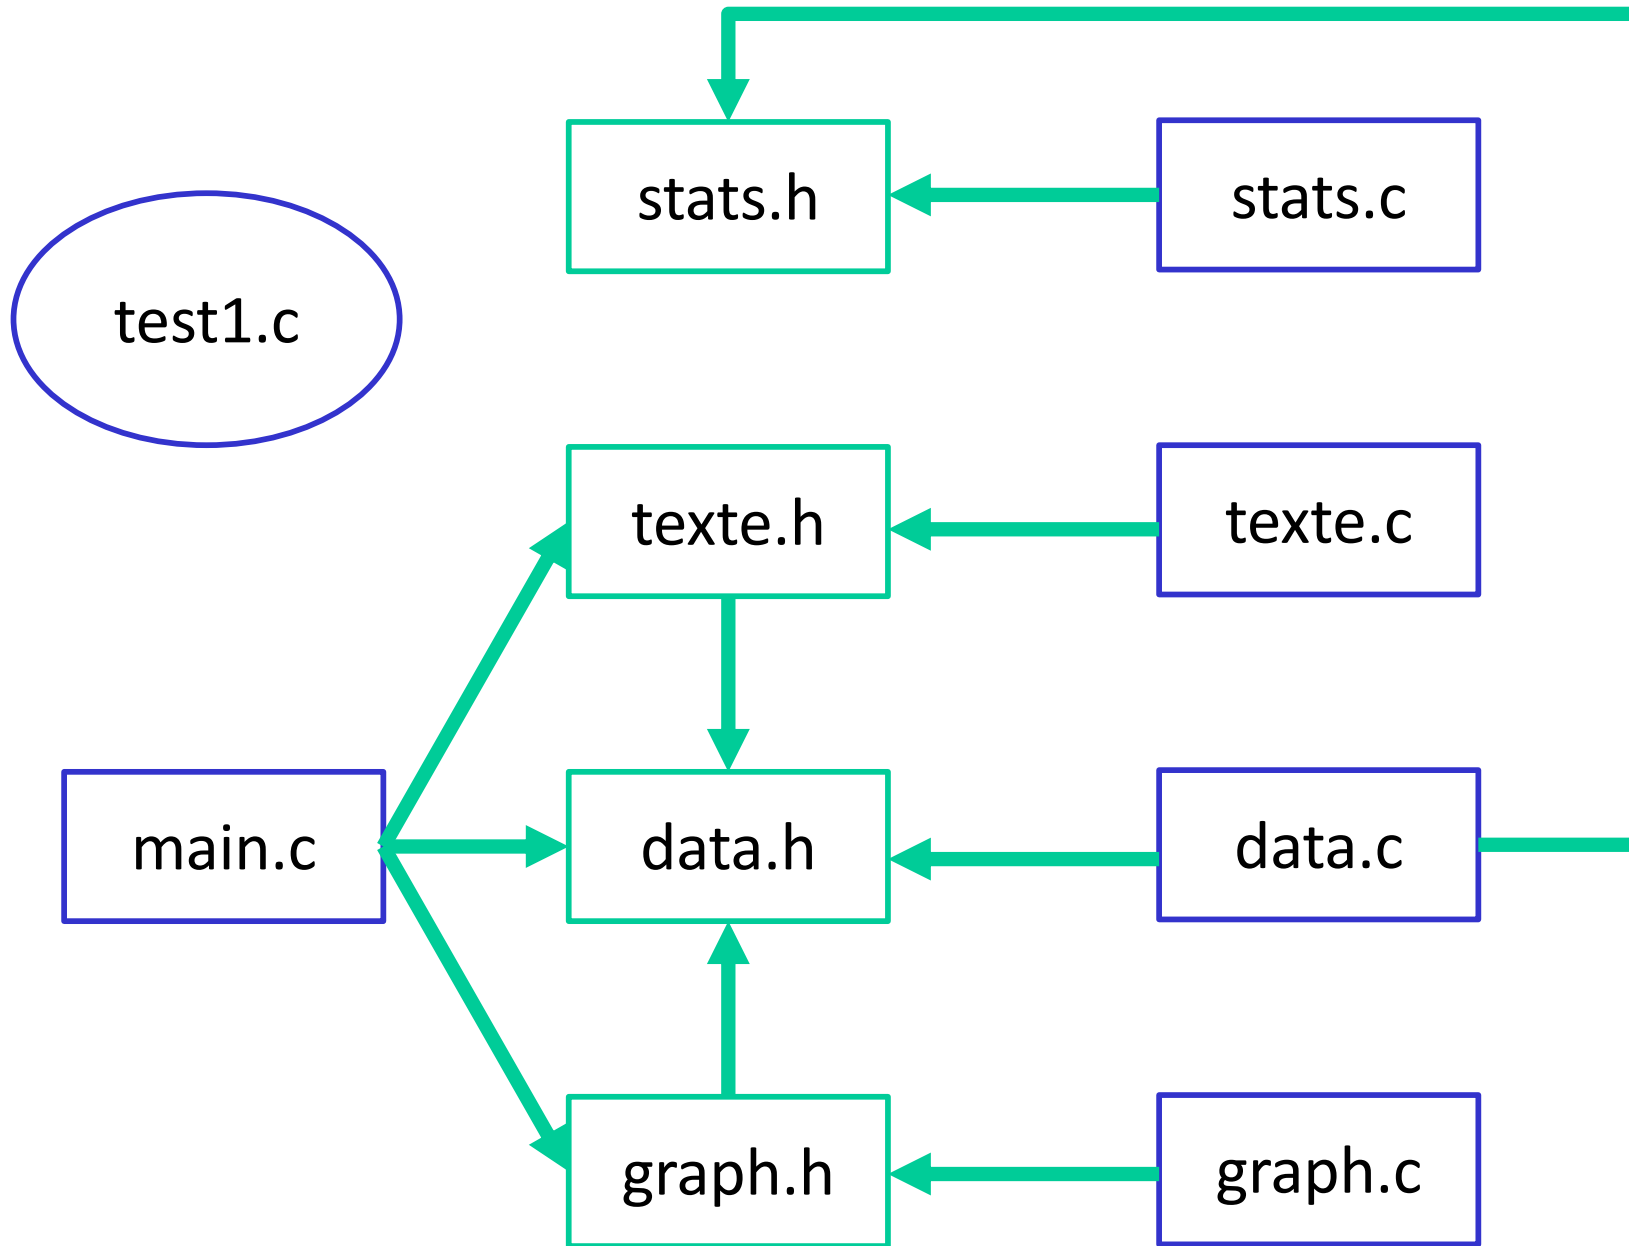 stats.h
stats.c
test1.c
texte.h
texte.c
main.c
data.h
data.c
graph.h
graph.c